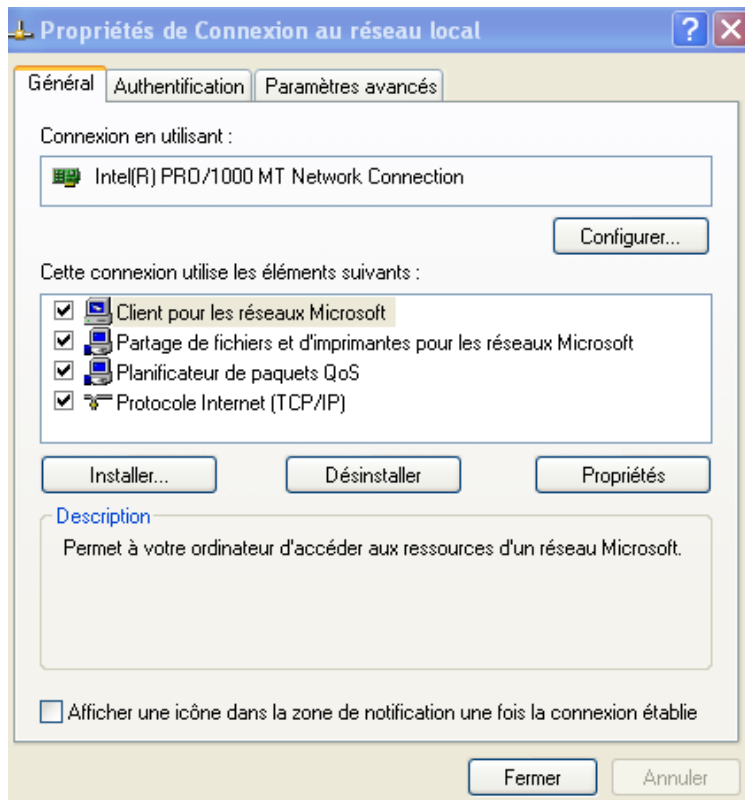 Propriétés de Connexion au réseau local
Général Authentification Paramètres avancés
Connexion en utilisant :
Intel(R) PRO/1000 MT Network Connection
Configurer...
Cette connexion utilise les éléments suivants :
Client pour les réseaux Microsoft
Partage de fichiers et d'imprimantes pour les réseaux Microsoft
Planificateur de paquets QoS
Protocole Internet (TCP/IP)
Installer... Désinstaller Propriétés
Description
Permet à votre ordinateur d'accéder aux ressources d'un réseau Microsoft.
Afficher une icône dans la zone de notification une fois la connexion établie
Fermer Annuler